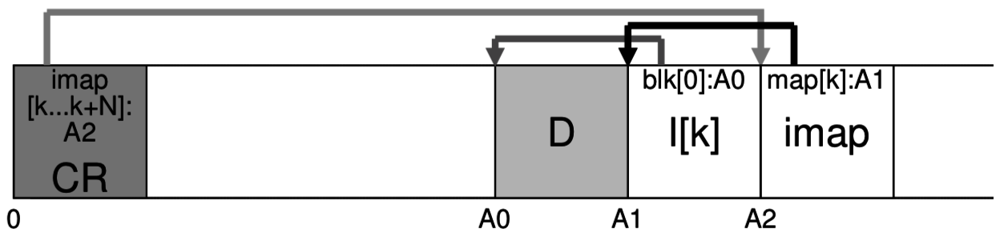 imap
[k...k+N]:
A2
CR
D
blk[0]:A0
I[k]
map[k]:A1
imap
0
A0
A1
A2